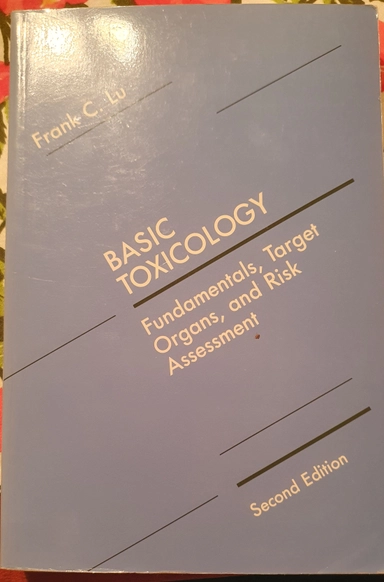 Frank C. Lu
BASIC
TOXICOLOGY
Fundamentals, Target
Organs, and Risk
Assessment
Second Edition